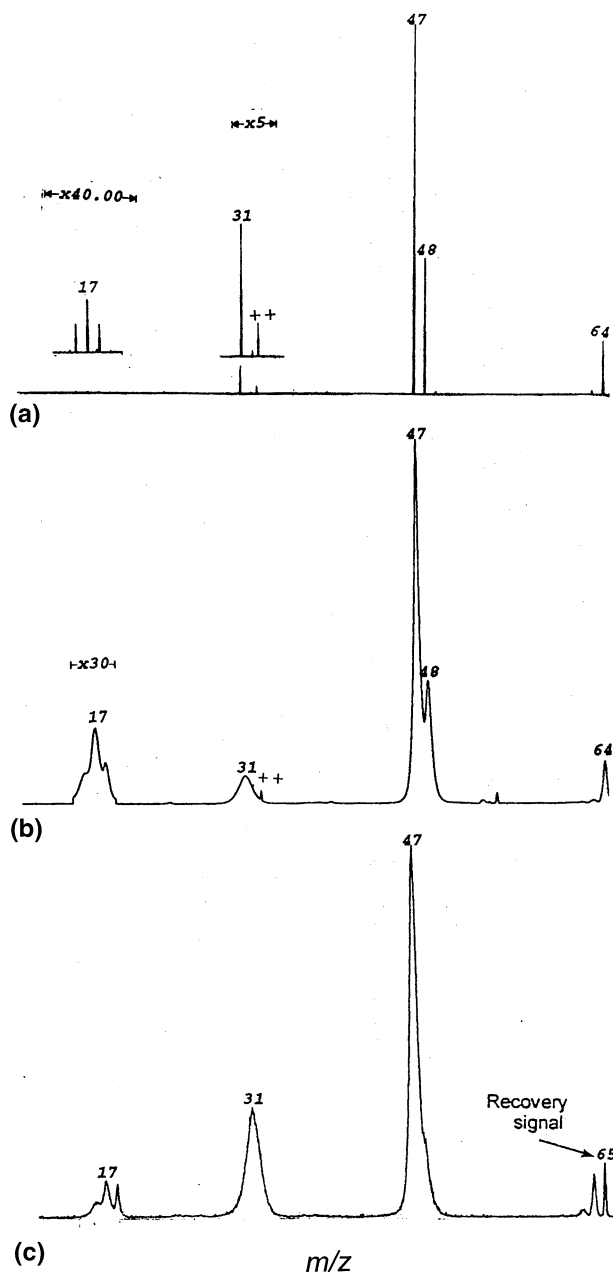 47
x5
x40.00
31
48
17
++
64
(a)
47
x30
48
17
31
++
64
(b)
47
31
Recovery
signal
65
17
(c)
m/z